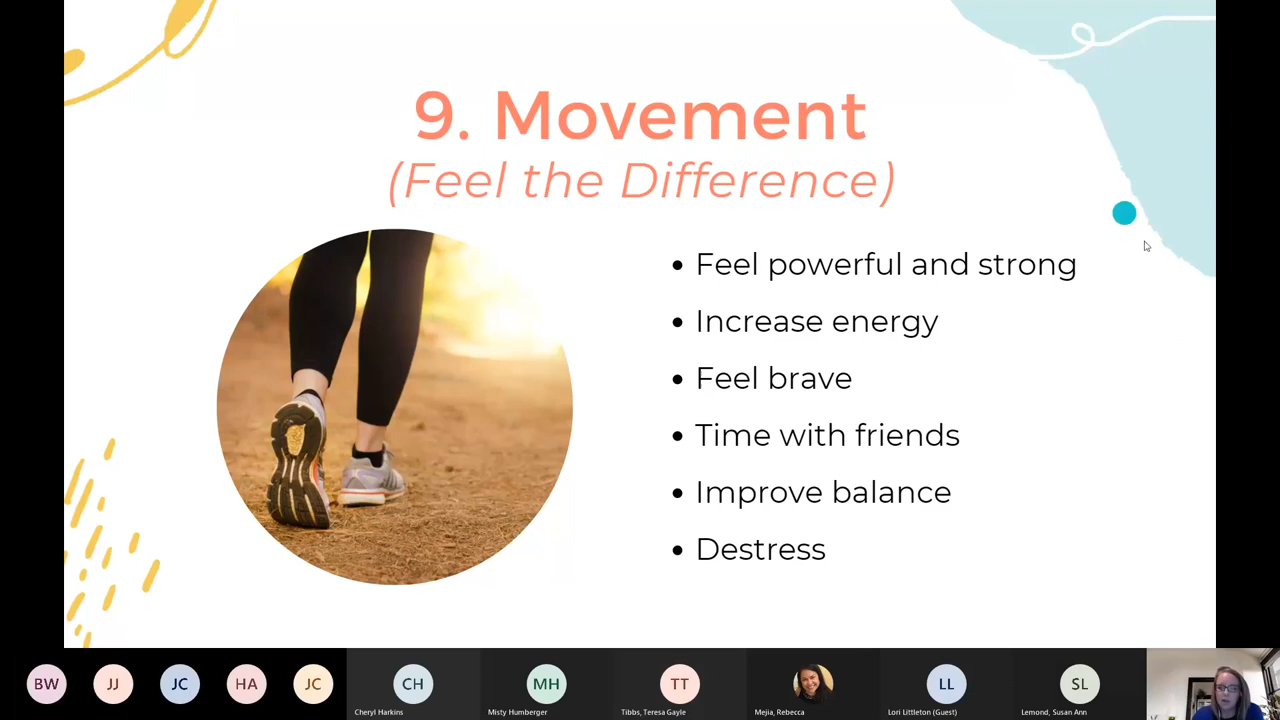 9. Movement
(Feel the Difference)
• Feel powerful and strong
• Increase energy
• Feel brave
• Time with friends
• Improve balance
• Destress
BW
JJ
JC
HA
JC
CH
MH
TT
LL
SL
Cheryl Harkins
Misty Humberger
Tibbs, Teresa Gayle
Mejia, Rebecca
Lori Littleton (Guest)
Lemond, Susan Ann